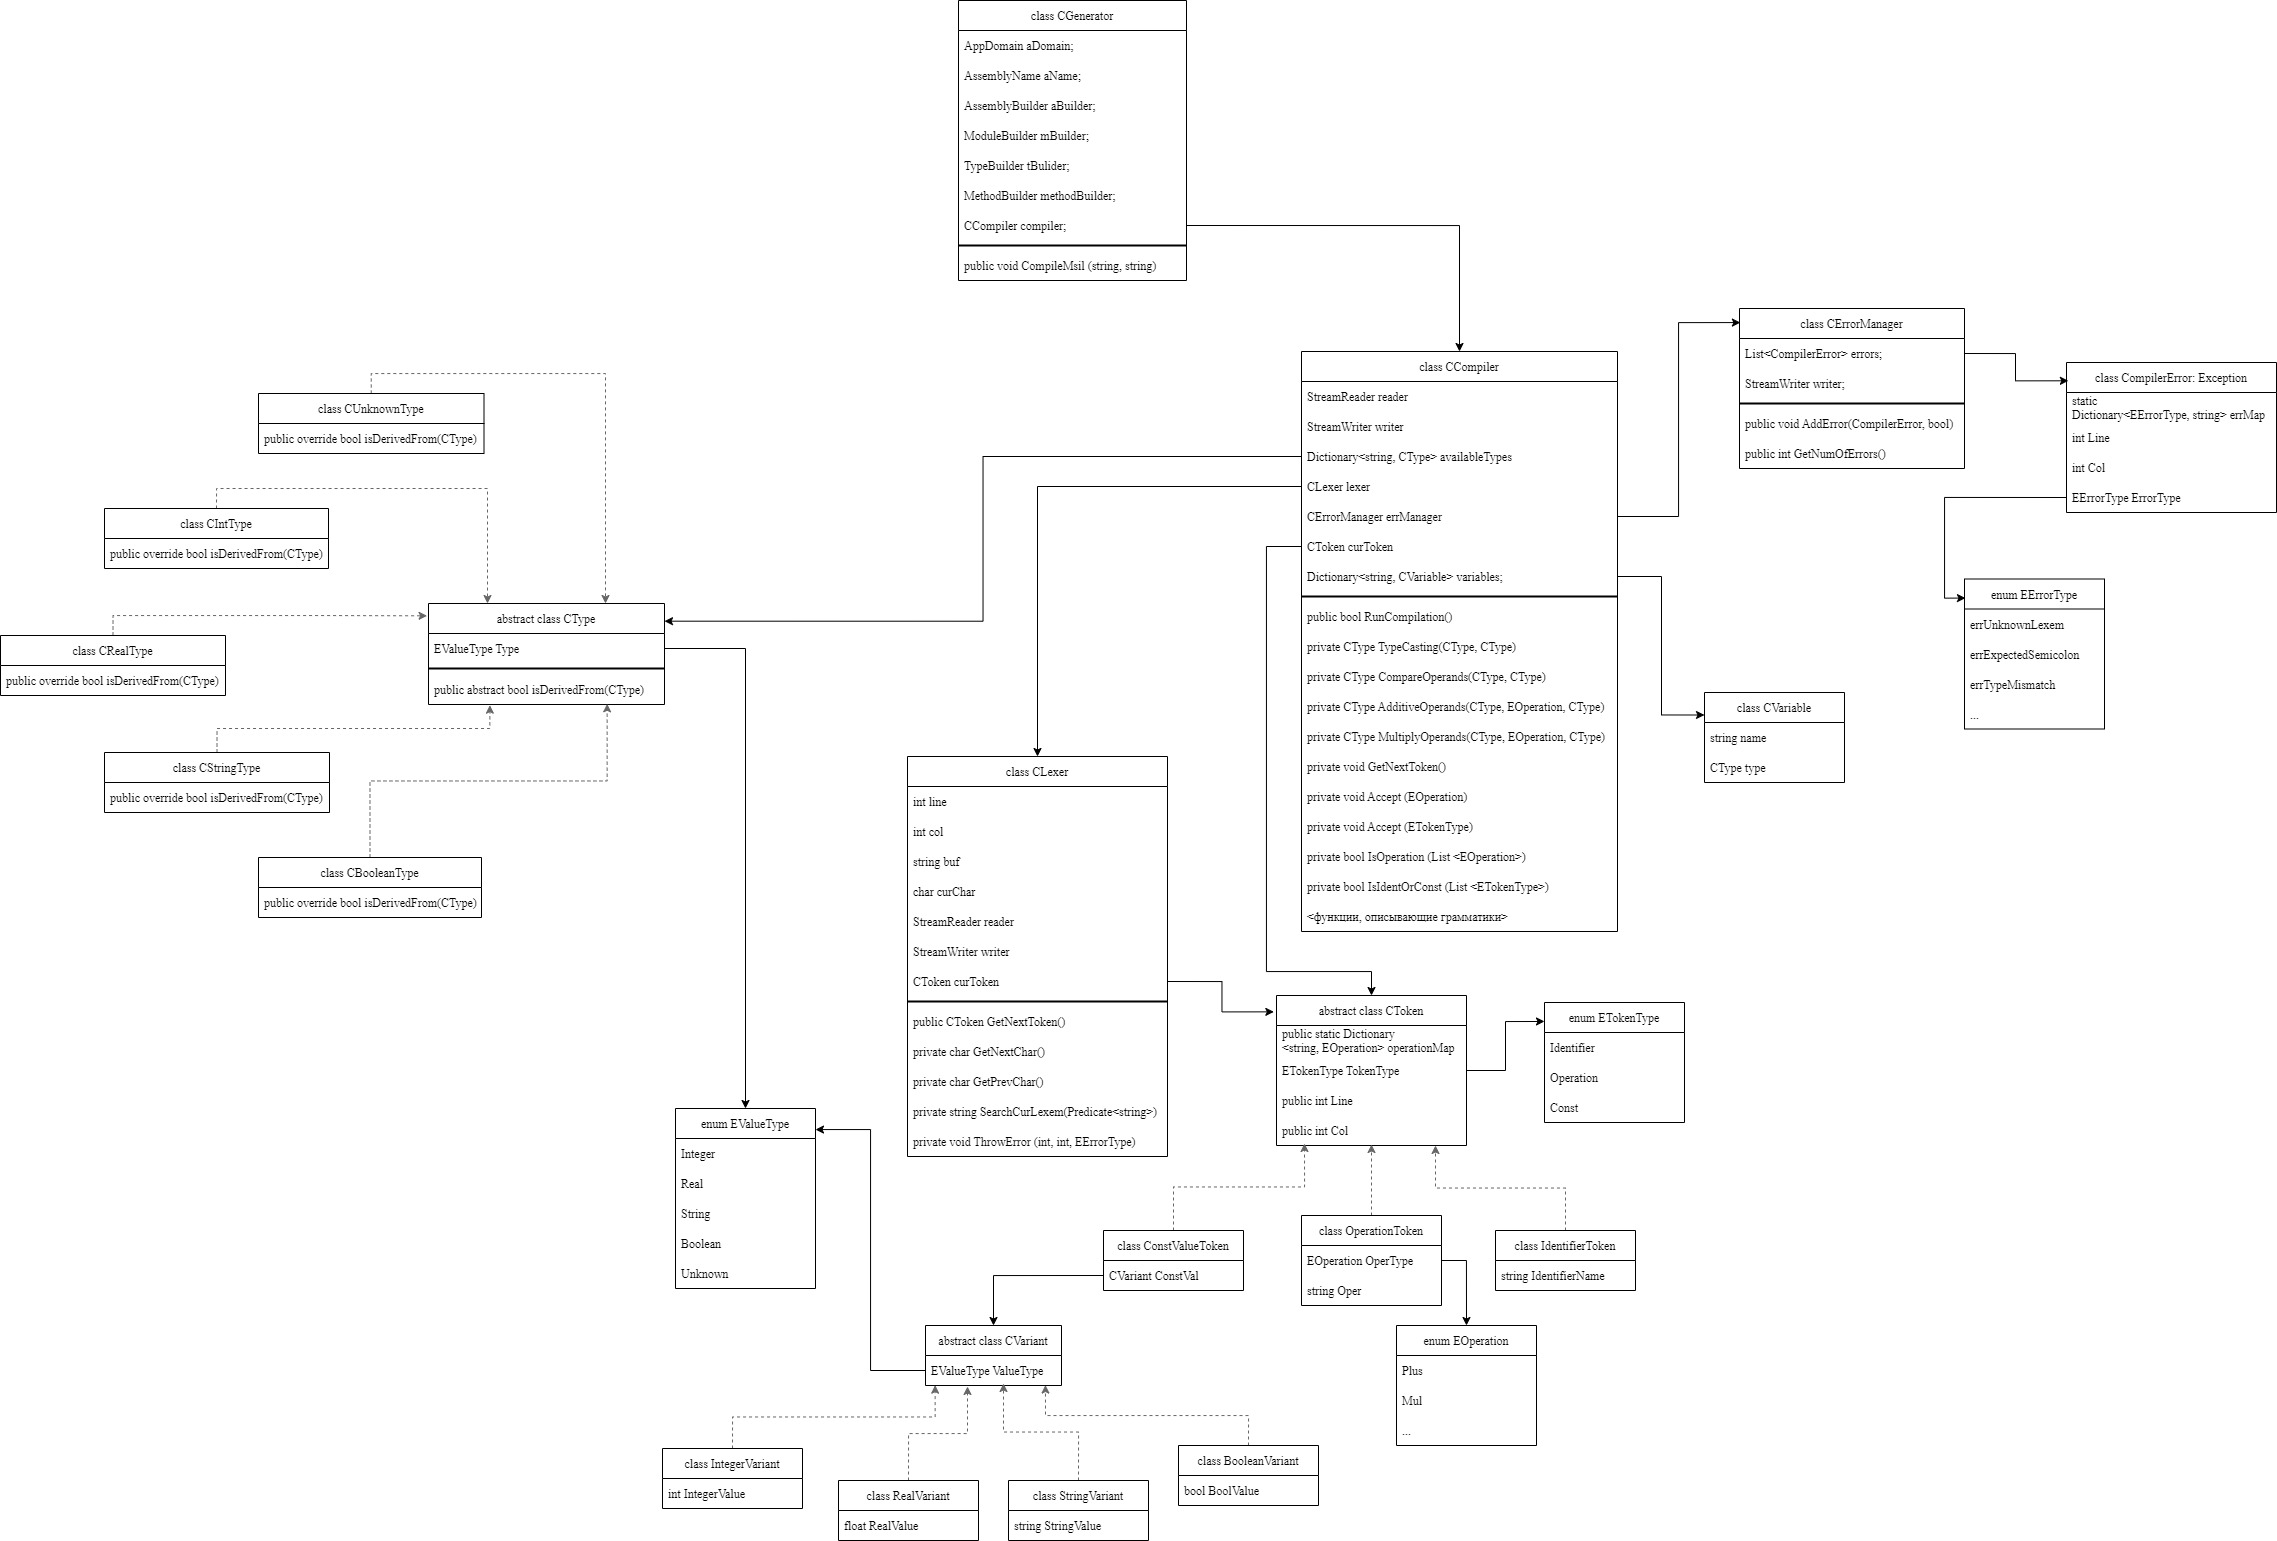 class CGenerator
AppDomain aDomain;
AssemblyName aName;
AssemblyBuilder aBuilder;
ModuleBuilder mBuilder;
TypeBuilder tBulider;
MethodBuilder methodBuilder;
CCompiler compiler;
public void CompileMsil (string, string)
class CErrorManager
List<CompilerError> errors;
StreamWriter writer;
public void AddError(CompilerError, bool)
public int GetNumOfErrors()
class CompilerError: Exception
static
Dictionary<EErrorType, string> errMap
int Line
int Col
EErrorType ErrorType
enum EErrorType
errUnknownLexem
errExpectedSemicolon
errTypeMismatch
...
class CCompiler
StreamReader reader
StreamWriter writer
Dictionary<string, CType> availableTypes
CLexer lexer
CErrorManager errManager
CToken curToken
Dictionary<string, CVariable> variables;
public bool RunCompilation()
private CType TypeCasting(CType, CType)
private CType CompareOperands(CType, CType)
private CType AdditiveOperands(CType, EOperation, CType)
private CType MultiplyOperands(CType, EOperation, CType)
private void GetNextToken()
private void Accept (EOperation)
private void Accept (ETokenType)
private bool IsOperation (List <EOperation>)
private bool IsIdentOrConst (List <ETokenType>)
<функции, описывающие грамматики>
class CVariable
string name
CType type
class CUnknownType
public override bool isDerivedFrom(CType)
class CIntType
public override bool isDerivedFrom(CType)
class CRealType
public override bool isDerivedFrom(CType)
abstract class CType
EValueType Type
public abstract bool isDerivedFrom(CType)
class CStringType
public override bool isDerivedFrom(CType)
class CBooleanType
public override bool isDerivedFrom(CType)
class CLexer
int line
int col
string buf
char curChar
StreamReader reader
StreamWriter writer
CToken curToken
public CToken GetNextToken()
private char GetNextChar()
private char GetPrevChar()
private string SearchCurLexem(Predicate<string>)
private void ThrowError (int, int, EErrorType)
abstract class CToken
public static Dictionary
<string, EOperation> operationMap
ETokenType TokenType
public int Line
public int Col
enum ETokenType
Identifier
Operation
Const
enum EValueType
Integer
Real
String
Boolean
Unknown
class ConstValueToken
CVariant ConstVal
class OperationToken
EOperation OperType
string Oper
class IdentifierToken
string IdentifierName
abstract class CVariant
EValueType ValueType
enum EOperation
Plus
Mul
...
class IntegerVariant
int IntegerValue
class RealVariant
float RealValue
class StringVariant
string StringValue
class BooleanVariant
bool BoolValue